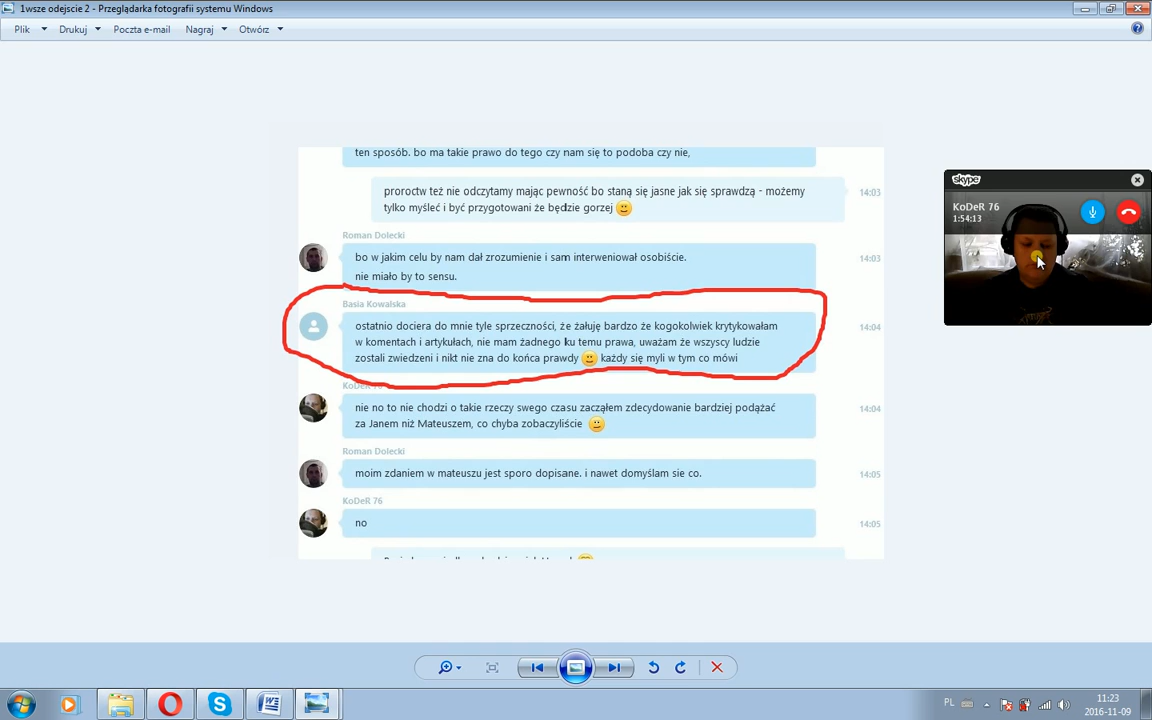 1wsze odejscie 2 - Przeglądarka fotografii systemu Windows
Plik Drukuj Poczta e-mail Nagraj Otwórz
ten sposób. bo ma takie prawo do tego czy nam się to podoba czy nie,
proroctw też nie odczytamy mając pewność bo staną się jasne jak się sprawdzą - możemy
tylko myśleć i być przygotowani że będzie gorzej
14:03
Roman Dolecki
bo w jakim celu by nam dał zrozumienie i sam interweniował osobiście.
14:03
nie miało by to sensu.
Basia Kowalska
ostatnio dociera do mnie tyle sprzeczności, że żałuję bardzo że kogokolwiek krytykowałam
14:04
w komentach i artykułach, nie mam żadnego ku temu prawa, uważam że wszyscy ludzie
zostali zwiedzeni i nikt nie zna do końca prawdy każdy się myli w tym co mówi
KoDeR 76
nie no to nie chodzi o takie rzeczy swego czasu zacząłem zdecydowanie bardziej podążać
14:04
za Janem niż Mateuszem, co chyba zobaczyliście
Roman Dolecki
moim zdaniem w mateuszu jest sporo dopisane. i nawet domyślam sie co.
14:05
KoDeR 76
no
14:05
skype
KoDeR 76
1:54:13
PL
11:23
2016-11-09